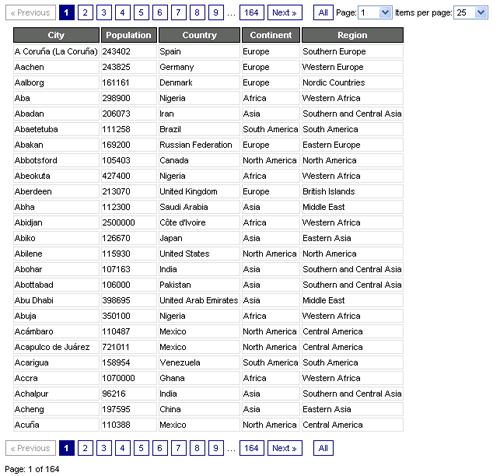 « Previous 1 2 3 4 5 6 7 8 9 ... 164 Next » All Page: 1 Items per page: 25
City Population Country Continent Region
A Coruña (La Coruña) 243402 Spain Europe Southern Europe
Aachen 243825 Germany Europe Western Europe
Aalborg 161161 Denmark Europe Nordic Countries
Aba 298900 Nigeria Africa Western Africa
Abadan 206073 Iran Asia Southern and Central Asia
Abaetetuba 111258 Brazil South America South America
Abakan 169200 Russian Federation Europe Eastern Europe
Abbotsford 105403 Canada North America North America
Abeokuta 427400 Nigeria Africa Western Africa
Aberdeen 213070 United Kingdom Europe British Islands
Abha 112300 Saudi Arabia Asia Middle East
Abidjan 2500000 Côte d'Ivoire Africa Western Africa
Abiko 126670 Japan Asia Eastern Asia
Abilene 115930 United States North America North America
Abohar 107163 India Asia Southern and Central Asia
Abottabad 106000 Pakistan Asia Southern and Central Asia
Abu Dhabi 398695 United Arab Emirates Asia Middle East
Abuja 350100 Nigeria Africa Western Africa
Acámbaro 110487 Mexico North America Central America
Acapulco de Juárez 721011 Mexico North America Central America
Acarigua 158954 Venezuela South America South America
Accra 1070000 Ghana Africa Western Africa
Achalpur 96216 India Asia Southern and Central Asia
Acheng 197595 China Asia Eastern Asia
Acuña 110388 Mexico North America Central America
« Previous 1 2 3 4 5 6 7 8 9 ... 164 Next » All
Page: 1 of 164